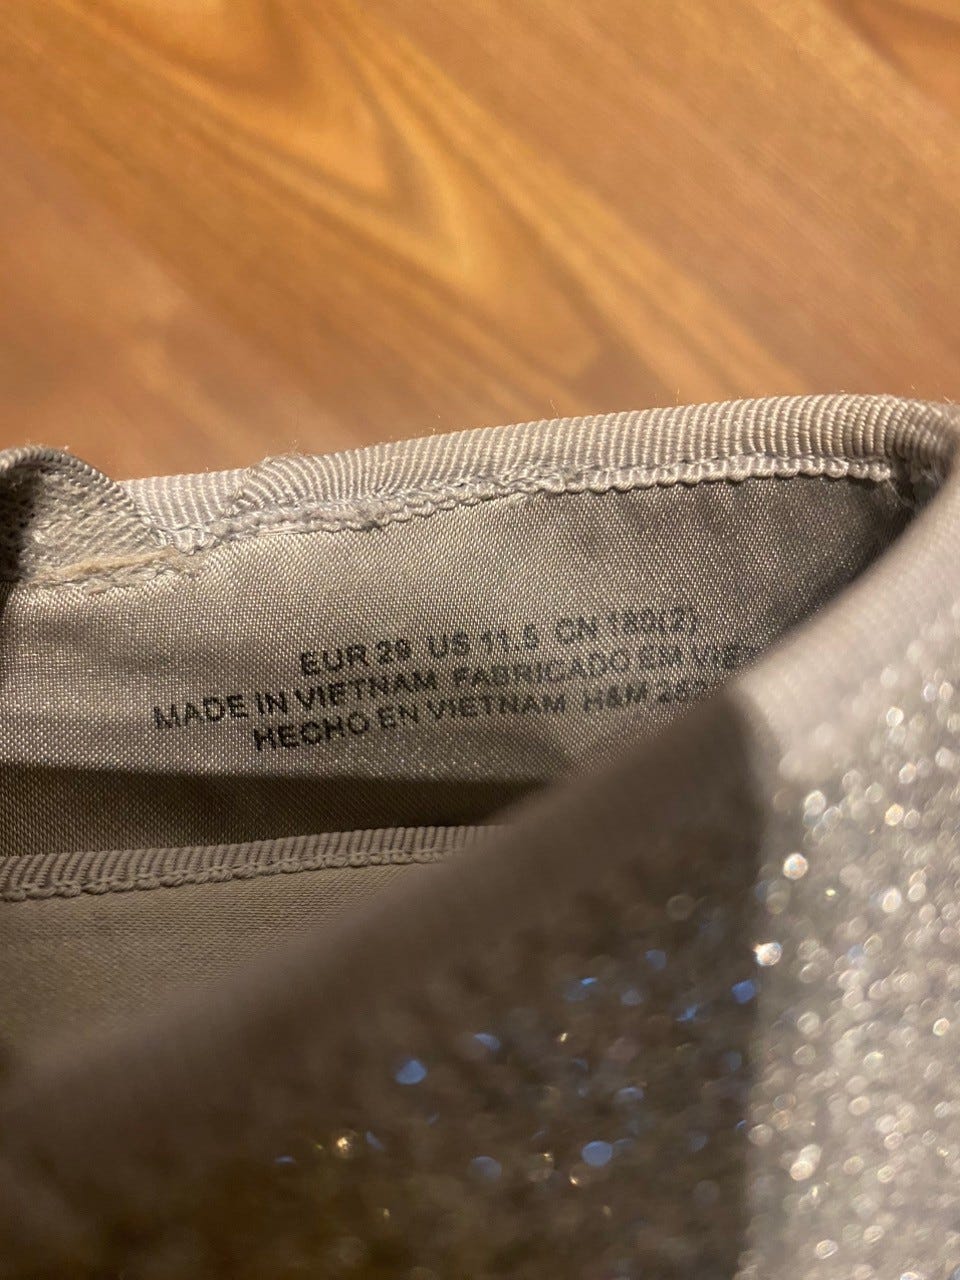 EUR 29 US 11.5 CN 180(2)
MADE IN VIETNAM FABRICADO EM
HECHO EN VIETNAM H&M